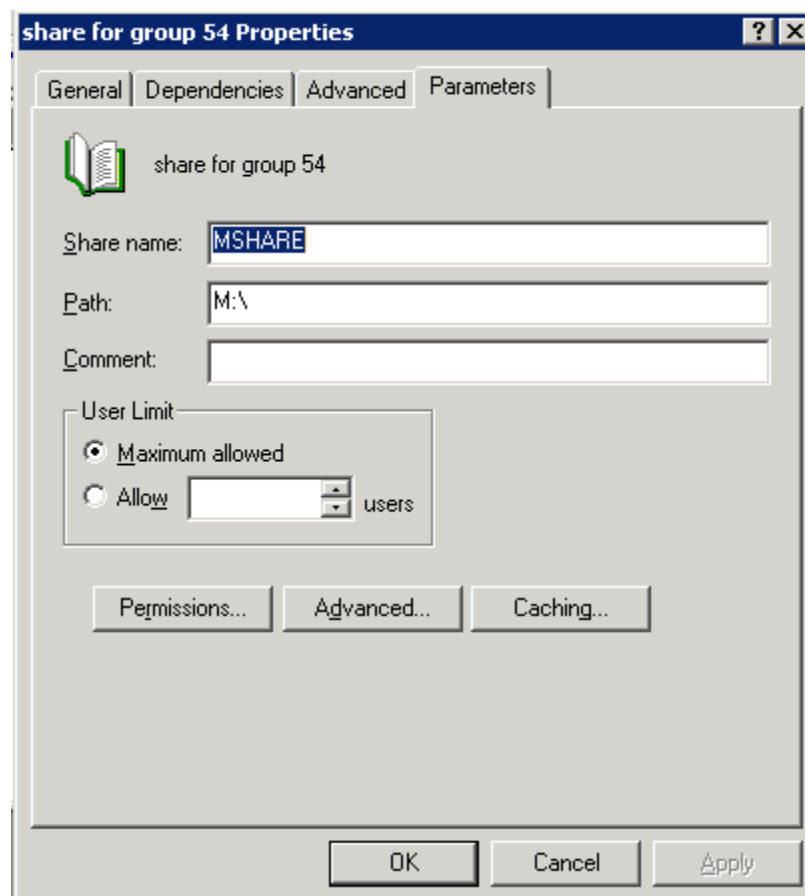 share for group 54 Properties
? X
General Dependencies Advanced Parameters
share for group 54
Share name: MSHARE
Path: M:\
Comment:
User Limit
Maximum allowed
Allow users
Permissions... Advanced... Caching...
OK Cancel Apply